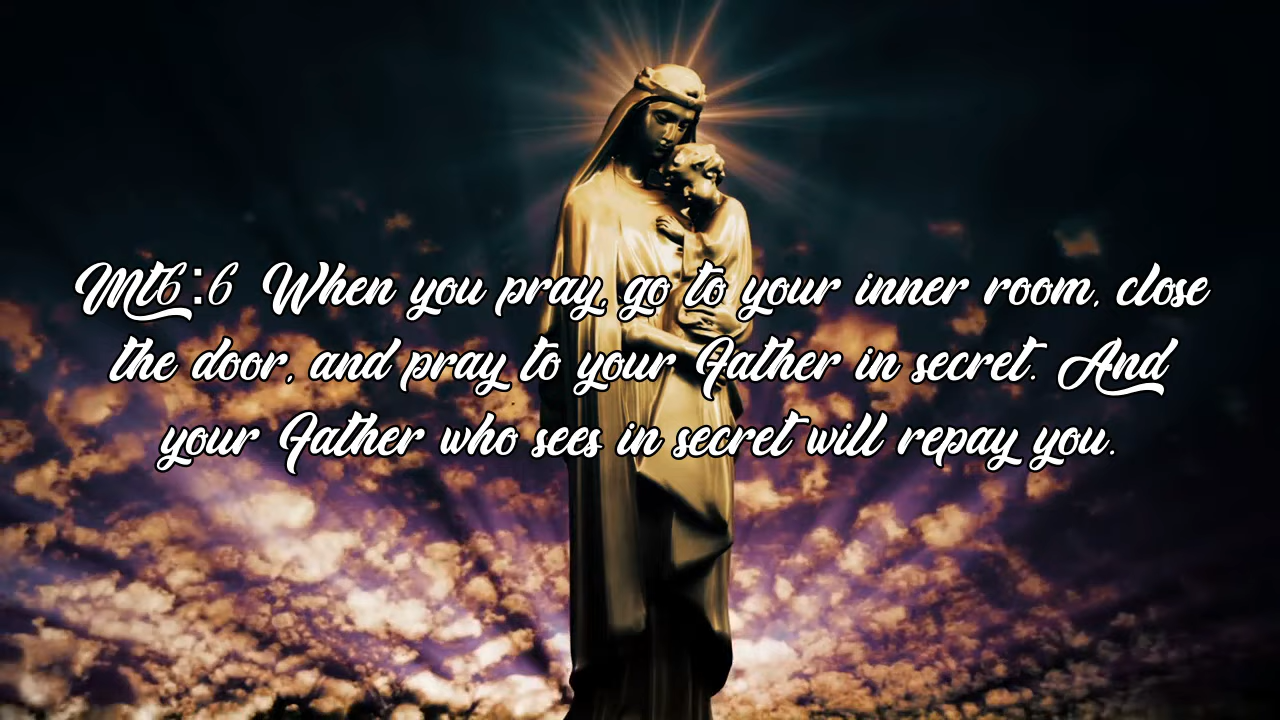 Mt6:6 When you pray, go to your inner room, close
the door, and pray to your Father in secret. And
your Father who sees in secret will repay you.